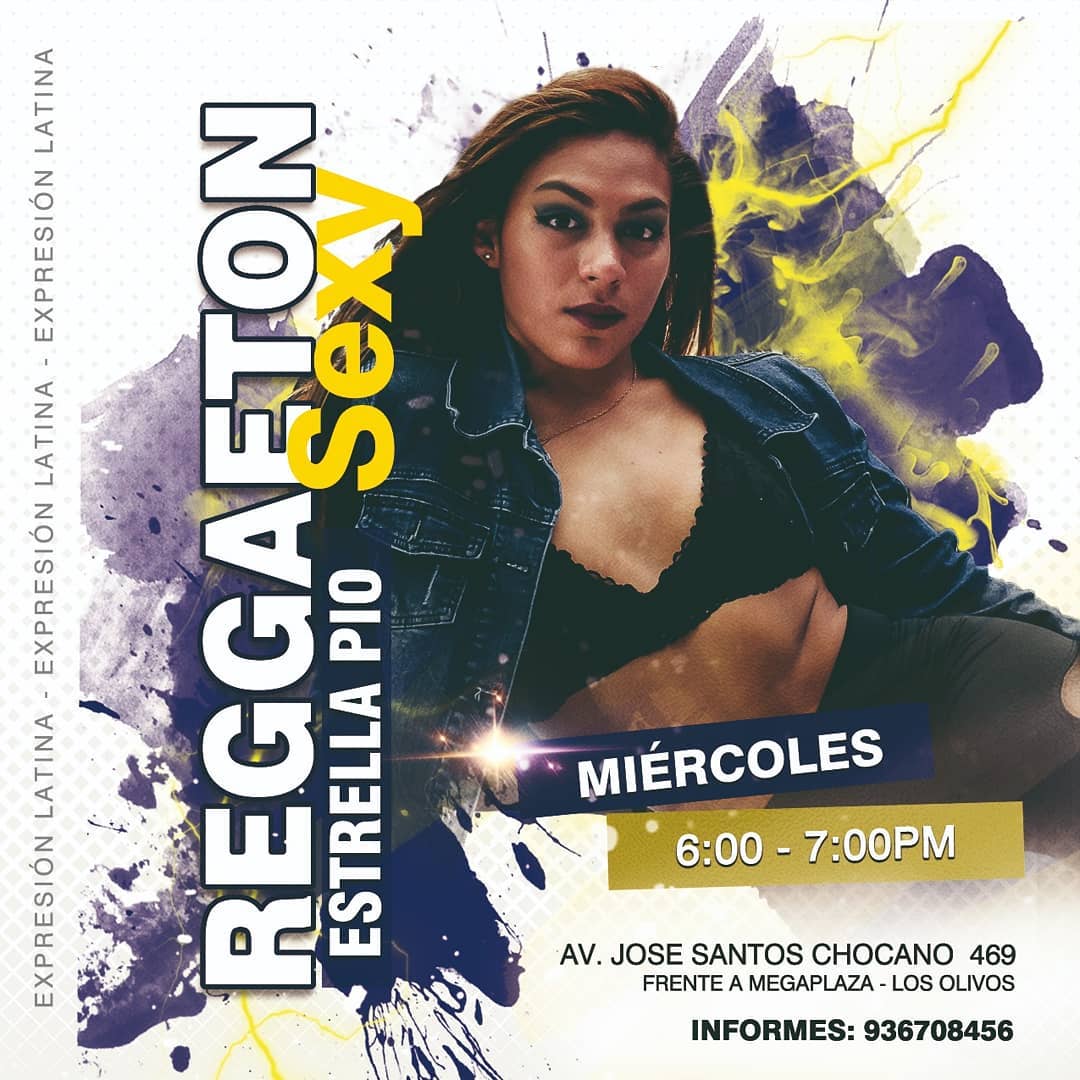 EXPRESIÓN LATINA - EXPRESIÓN LATINA - EXPRESIÓN LATINA
REGGAETON
Sexy
ESTRELLA PIO
MIÉRCOLES
6:00 - 7:00PM
AV. JOSE SANTOS CHOCANO 469
FRENTE A MEGAPLAZA - LOS OLIVOS
INFORMES: 936708456